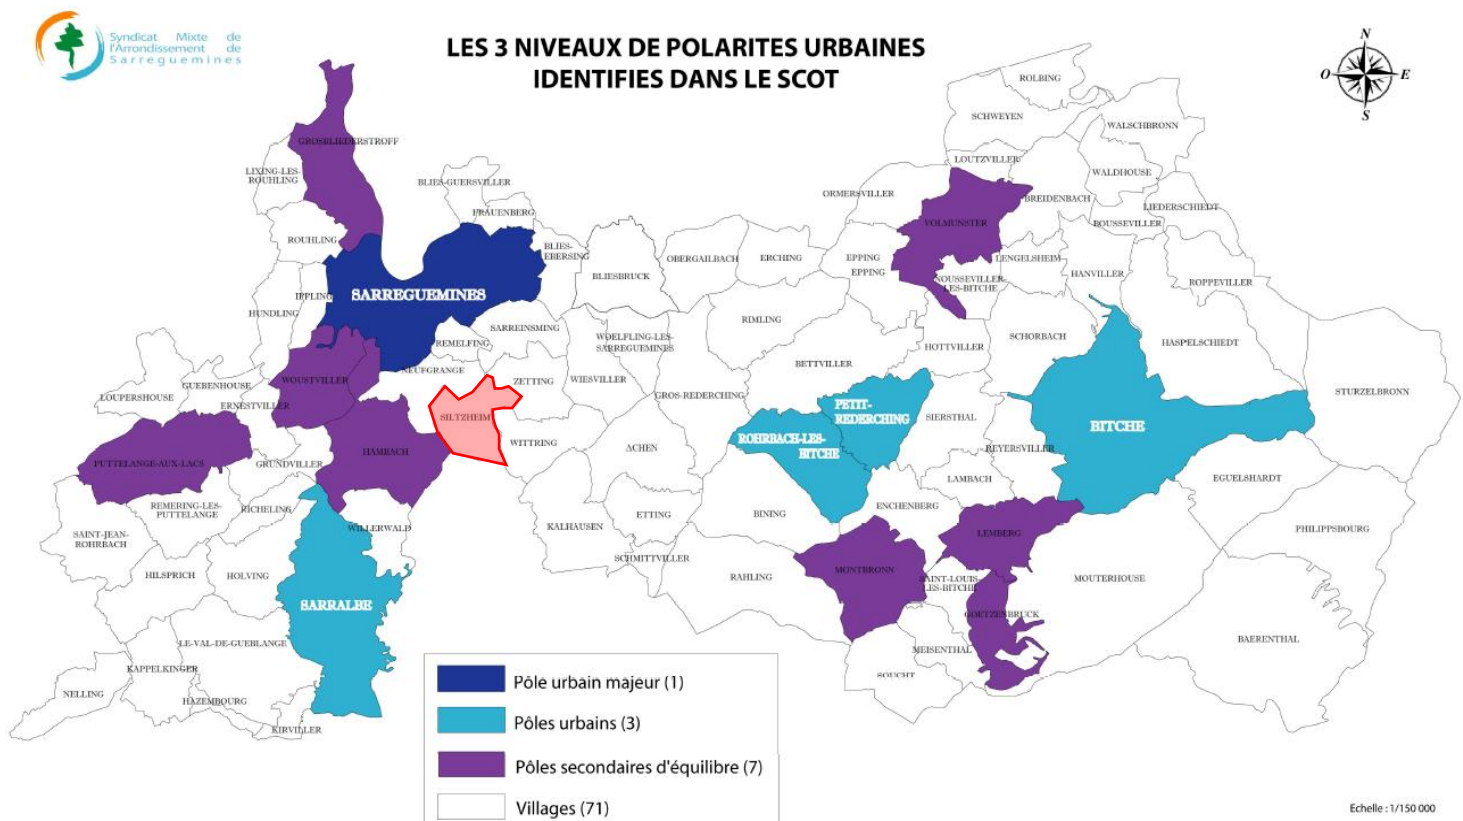 Syndicat Mixte de
l'Arrondissement de
Sarreguemines
LES 3 NIVEAUX DE POLARITES URBAINES
IDENTIFIES DANS LE SCOT
N
O
E
S
ROLBING
SCHWEYEN
WALSCHBRONN
GROSBLIEDERSTROFF
LOUTZVILLER
WALDHOUSE
LIXING-LES-
ROUHLING
BLIES-GUERSVILLER
ORMERSVILLER
BREIDENBACH
LIEDERSCHIEDT
FRAUENBERG
VOLMUNSTER
BOUSSEVILLER
ROUHLING
BLIES-
EBERSING
OBERGAILBACH
ERCHING
EPPING
EPPING
LENGELSHEIM
BLIESBRUCK
HANVILLER
NOUSSEVILLER
-LES-BITCHE
ROPPEVILLER
IPPLING
SARREGUEMINES
HUNDLING
RIMLING
SARREINSMING
WOELFLING-LES-
SARREGUEMINES
SCHORBACH
HASPELSCHIEDT
REMELFING
HOTTVILLER
BETTVILLER
NEUFGRANGE
WOUSTVILLER
ZETTING
WIESVILLER
GUEBENHOUSE
LOUPERSHOUSE
STURZELBRONN
GROS-REDERCHING
ERNESTVILLER
PETIT-
REDERCHING
SILTZHEIM
SIERSTHAL
BITCHE
ROHRBACH-LES-
BITCHE
WITTRING
ACHEN
REYERSVILLER
HAMBACH
PUTTELANGE-AUX-LACS
GRUNDVILLER
LAMBACH
EGUELSHARDT
REMERING-LES-
PUTTELANGE
RICHELING
ENCHENBERG
BINING
ETTING
KALHAUSEN
WILLERWALD
PHILIPPSBOURG
SAINT-JEAN-
ROHRBACH
LEMBERG
SCHMITTVILLER
MONTBRONN
HILSPRICH
HOLVING
RAHLING
SAINT-LOUIS-
LES-BITCHE
MOUTERHOUSE
SARRALBE
GOETZENBRUCK
LE-VAL-DE-GUEBLANGE
BAERENTHAL
MEISENTHAL
KAPPELKINGER
SOUCHT
NELLING
HAZEMBOURG
KIRVILLER
Pôle urbain majeur (1)
Pôles urbains (3)
Pôles secondaires d'équilibre (7)
Villages (71)
Echelle : 1/150 000